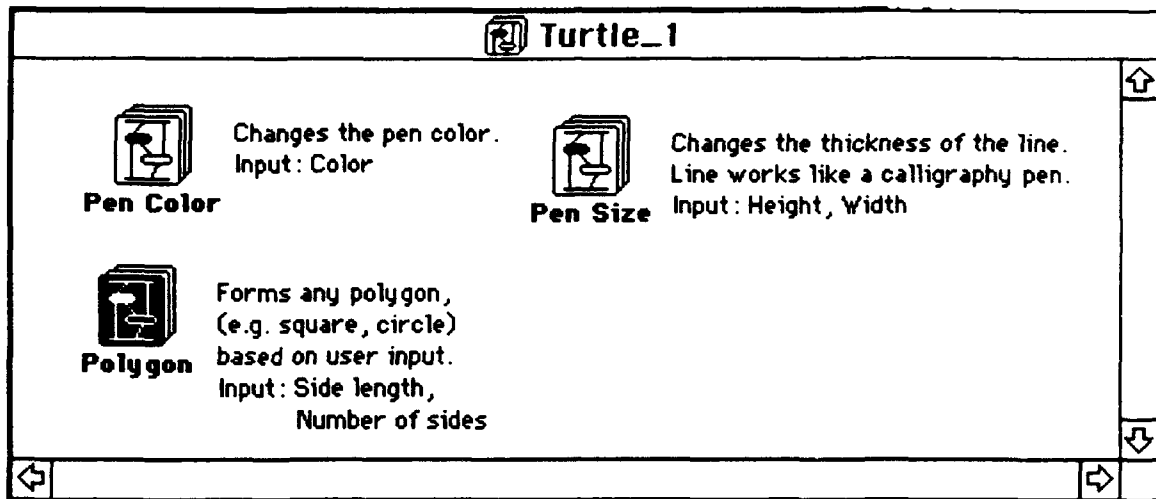 Turtle_1
Changes the pen color.
Input: Color
Pen Color
Changes the thickness of the line.
Line works like a calligraphy pen.
Input: Height, Width
Pen Size
Forms any polygon,
(e.g. square, circle)
based on user input.
Input: Side length,
Number of sides
Polygon